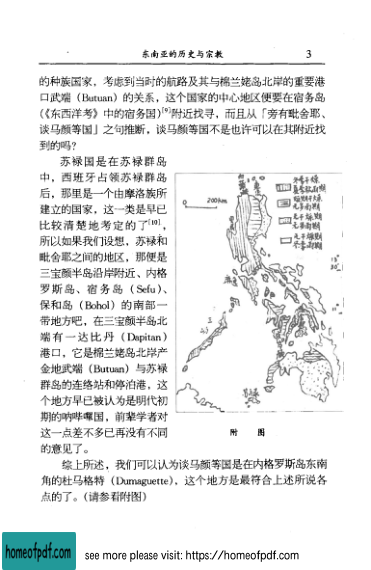 东南亚的历史与宗教 3
的种族国家，考虑到当时的航路及其与棉兰姥岛北岸的重要港
口武端（Butuan）的关系，这个国家的中心地区便要在宿务岛
(《东西洋考》中的宿务国)[9]附近找寻，而且从「旁有毗舍耶、
谈马颜等国」之句推断，谈马颜等国不是也许可以在其附近找
到的吗？
苏禄国是在苏禄群岛
中，西班牙占领苏禄群岛
后，那里是一个由摩洛族所
建立的国家，这一类是早已
比较清楚地考定的了[10]，
所以如果我们设想，苏禄和
毗舍耶之间的地区，那便是
三宝颜半岛沿岸附近、内格
罗斯岛、宿务岛（Sefu）、
保和岛（Bohol）的南部一
带地方吧，在三宝颜半岛北
端有一达比丹（Dapitan）
港口，它是棉兰姥岛北岸产
金地武端（Butuan）与苏禄
群岛的连络站和停泊港，这
个地方早已被认为是明代初
期的呐哔啴国，前辈学者对
这一点差不多已再没有不同
的意见了。
0 200km
附 图
综上所述，我们可以认为谈马颜等国是在内格罗斯岛东南
角的杜马格特（Dumaguette)，这个地方是最符合上述所说各
点的了。(请参看附图)
homeofpdf.com
see more please visit: https://homeofpdf.com